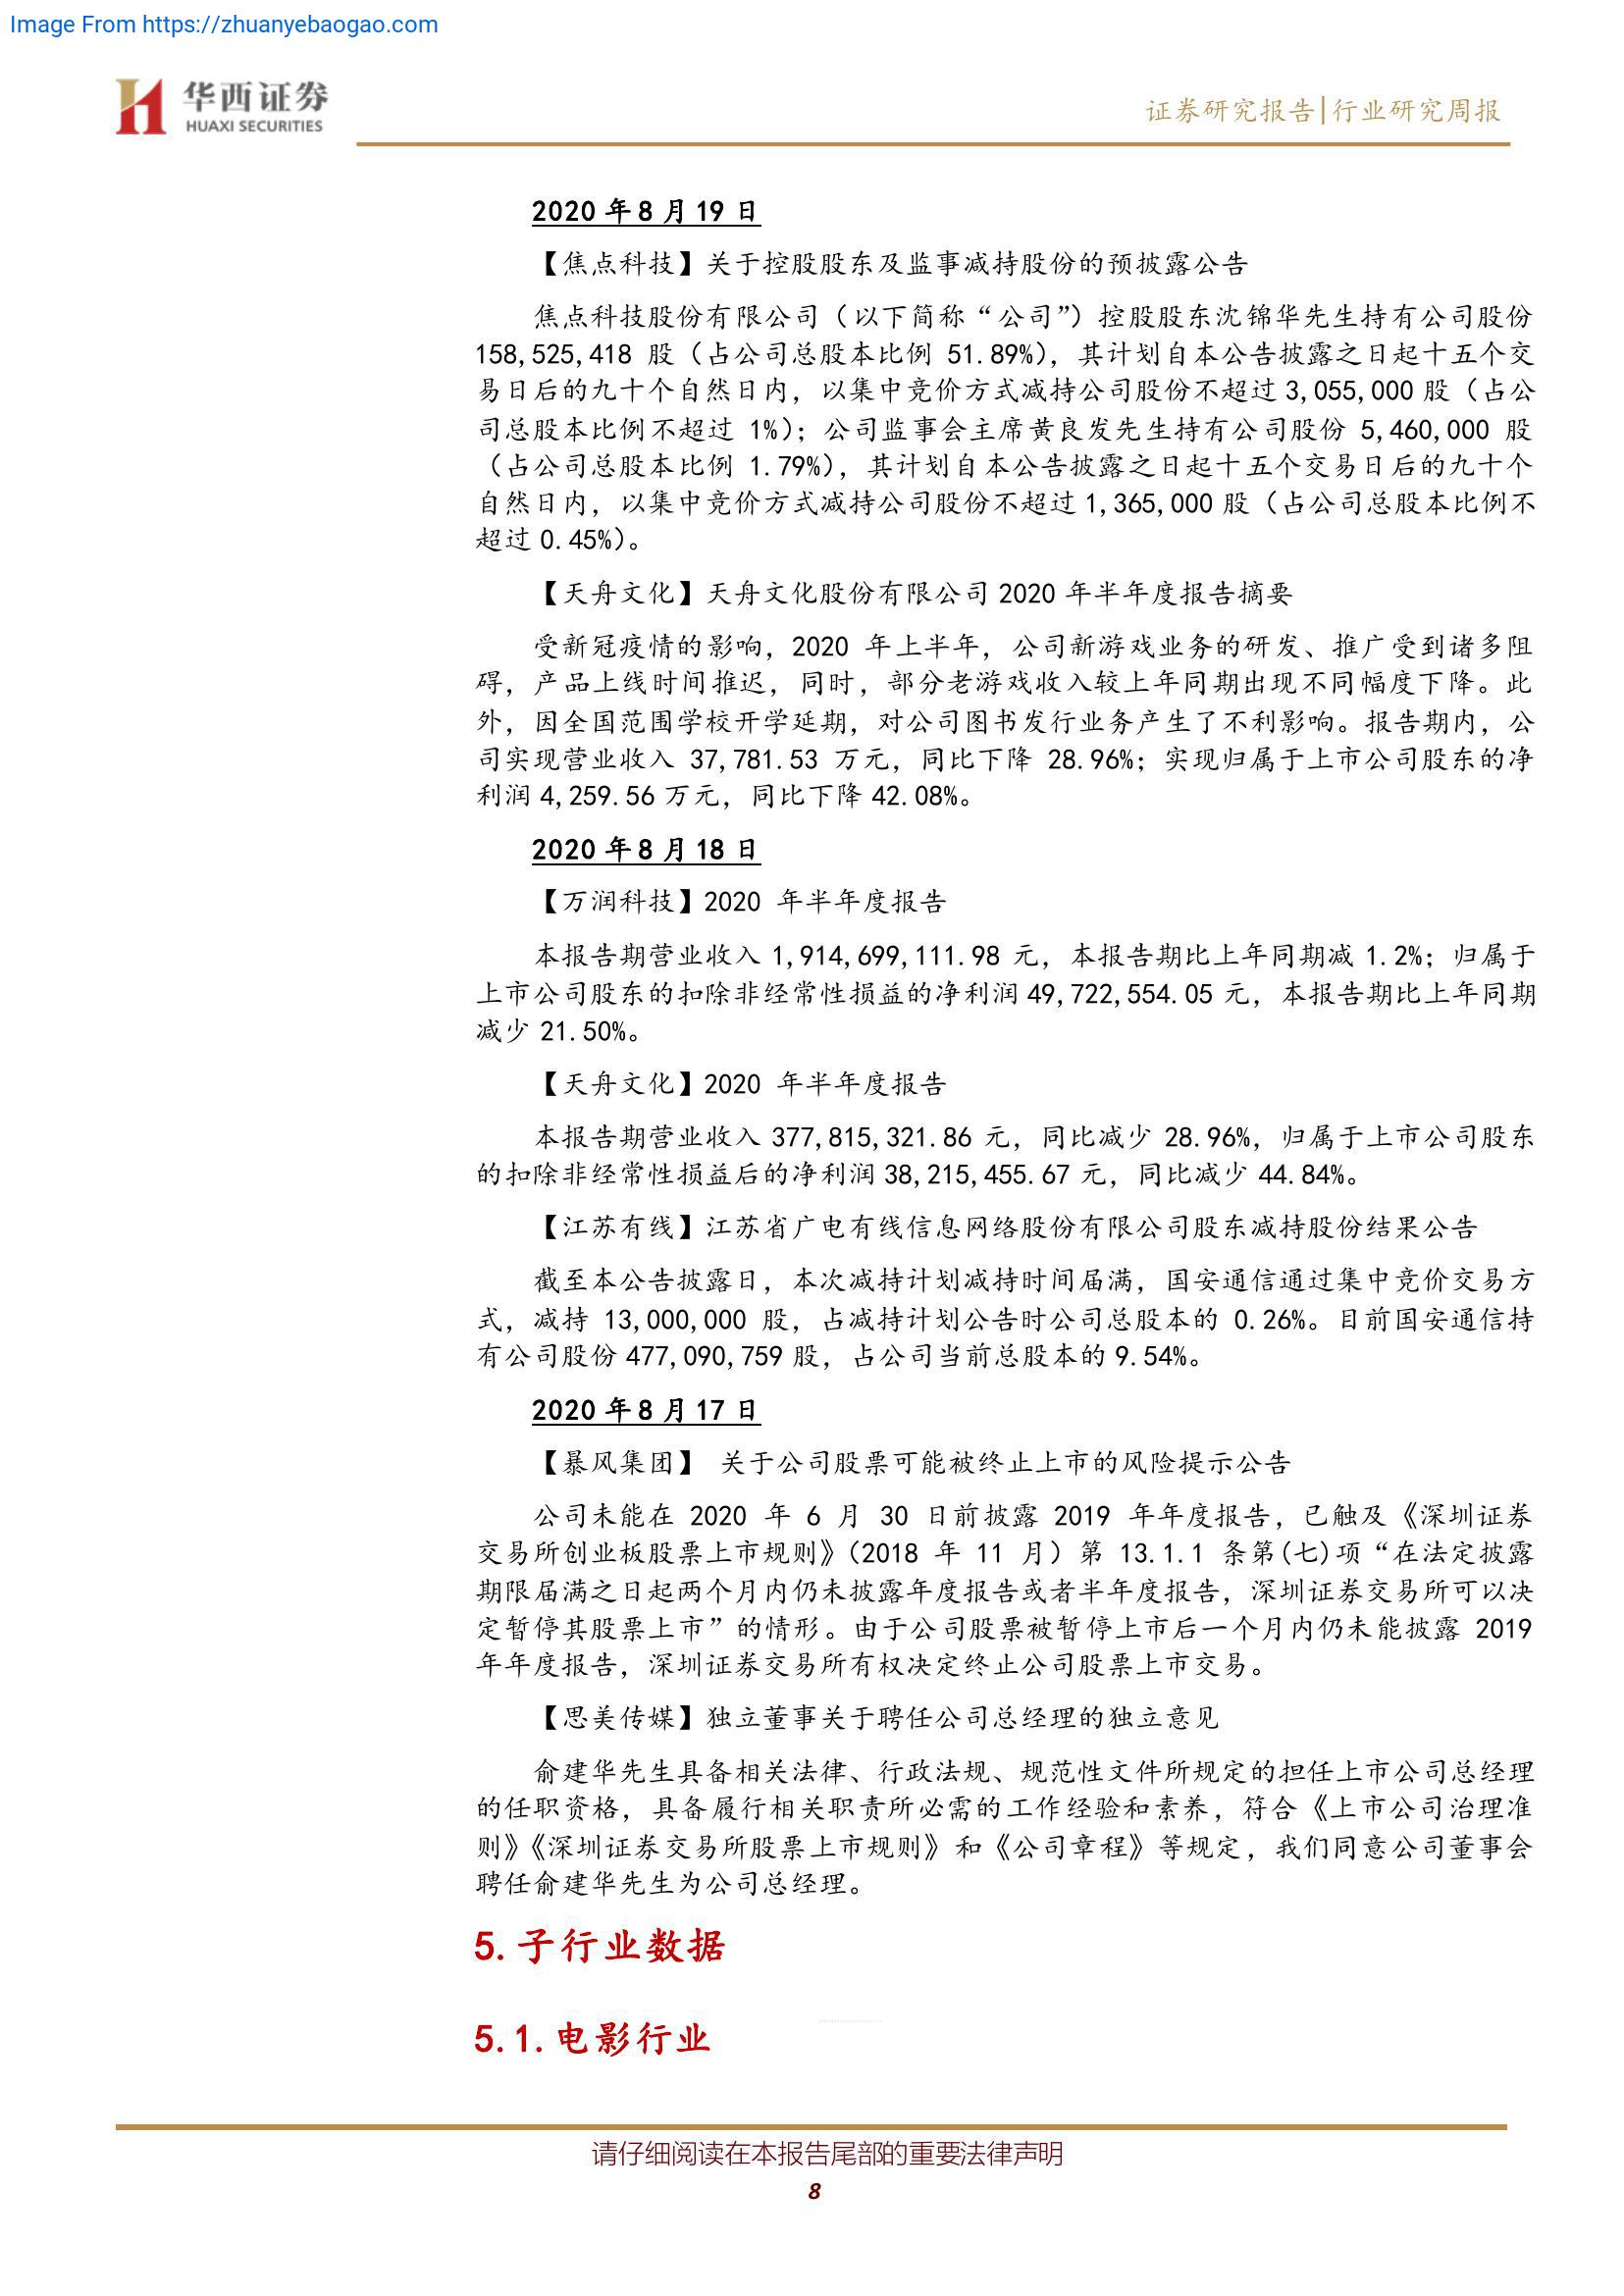 Image From https://zhuanyebaogao.com
华西证券
HUAXI SECURITIES
证券研究报告|行业研究周报
2020年8月19日
【焦点科技】关于控股股东及监事减持股份的预披露公告
焦点科技股份有限公司（以下简称“公司”）控股股东沈锦华先生持有公司股份
158,525,418 股（占公司总股本比例 51.89%），其计划自本公告披露之日起十五个交
易日后的九十个自然日内，以集中竞价方式减持公司股份不超过3,055,000股（占公
司总股本比例不超过 1%）；公司监事会主席黄良发先生持有公司股份 5,460,000 股
（占公司总股本比例 1.79%），其计划自本公告披露之日起十五个交易日后的九十个
自然日内，以集中竞价方式减持公司股份不超过1,365,000股（占公司总股本比例不
超过0.45%）。
【天舟文化】天舟文化股份有限公司2020年半年度报告摘要
受新冠疫情的影响，2020 年上半年，公司新游戏业务的研发、推广受到诸多阻
碍，产品上线时间推迟，同时，部分老游戏收入较上年同期出现不同幅度下降。此
外，因全国范围学校开学延期，对公司图书发行业务产生了不利影响。报告期内，公
司实现营业收入 37,781.53 万元，同比下降 28.96%；实现归属于上市公司股东的净
利润4,259.56万元，同比下降42.08%。
2020年8月18日
【万润科技】2020 年半年度报告
本报告期营业收入1,914,699,111.98 元，本报告期比上年同期减 1.2%；归属于
上市公司股东的扣除非经常性损益的净利润49,722,554.05 元，本报告期比上年同期
减少21.50%。
【天舟文化】2020 年半年度报告
本报告期营业收入377,815,321.86 元，同比减少 28.96%，归属于上市公司股东
的扣除非经常性损益后的净利润38,215,455.67 元，同比减少44.84%。
【江苏有线】江苏省广电有线信息网络股份有限公司股东减持股份结果公告
截至本公告披露日，本次减持计划减持时间届满，国安通信通过集中竞价交易方
式，减持 13,000,000 股，占减持计划公告时公司总股本的 0.26%。目前国安通信持
有公司股份477,090,759股，占公司当前总股本的9.54%。
2020年8月17日
【暴风集团】 关于公司股票可能被终止上市的风险提示公告
公司未能在 2020 年 6 月 30 日前披露 2019 年年度报告，已触及《深圳证券
交易所创业板股票上市规则》（2018 年 11 月）第 13.1.1 条第(七)项“在法定披露
期限届满之日起两个月内仍未披露年度报告或者半年度报告，深圳证券交易所可以决
定暂停其股票上市”的情形。由于公司股票被暂停上市后一个月内仍未能披露 2019
年年度报告，深圳证券交易所有权决定终止公司股票上市交易。
【思美传媒】独立董事关于聘任公司总经理的独立意见
俞建华先生具备相关法律、行政法规、规范性文件所规定的担任上市公司总经理
的任职资格，具备履行相关职责所必需的工作经验和素养，符合《上市公司治理准
则》《深圳证券交易所股票上市规则》和《公司章程》等规定，我们同意公司董事会
聘任俞建华先生为公司总经理。
5.子行业数据
5.1.电影行业
请仔细阅读在本报告尾部的重要法律声明
8